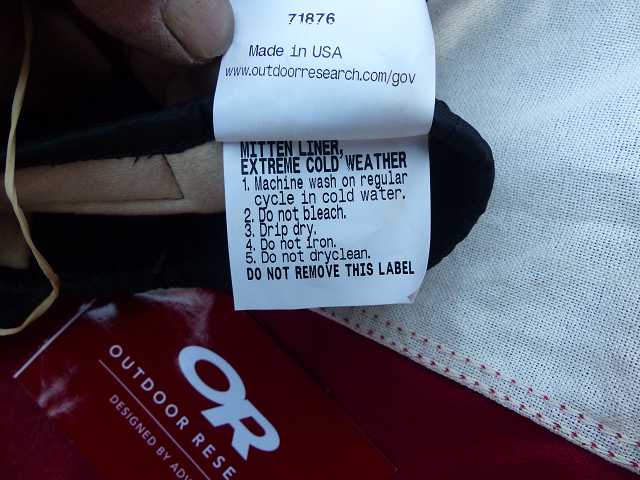 71876
Made in USA
www.outdoorresearch.com/gov
MITTEN LINER,
EXTREME COLD WEATHER
1. Machine wash on regular
cycle in cold water.
2. Do not bleach.
3. Drip dry.
4. Do not iron.
5. Do not dryclean.
DO NOT REMOVE THIS LABEL
OR
OUTDOOR RESE
DESIGNED BY ADV